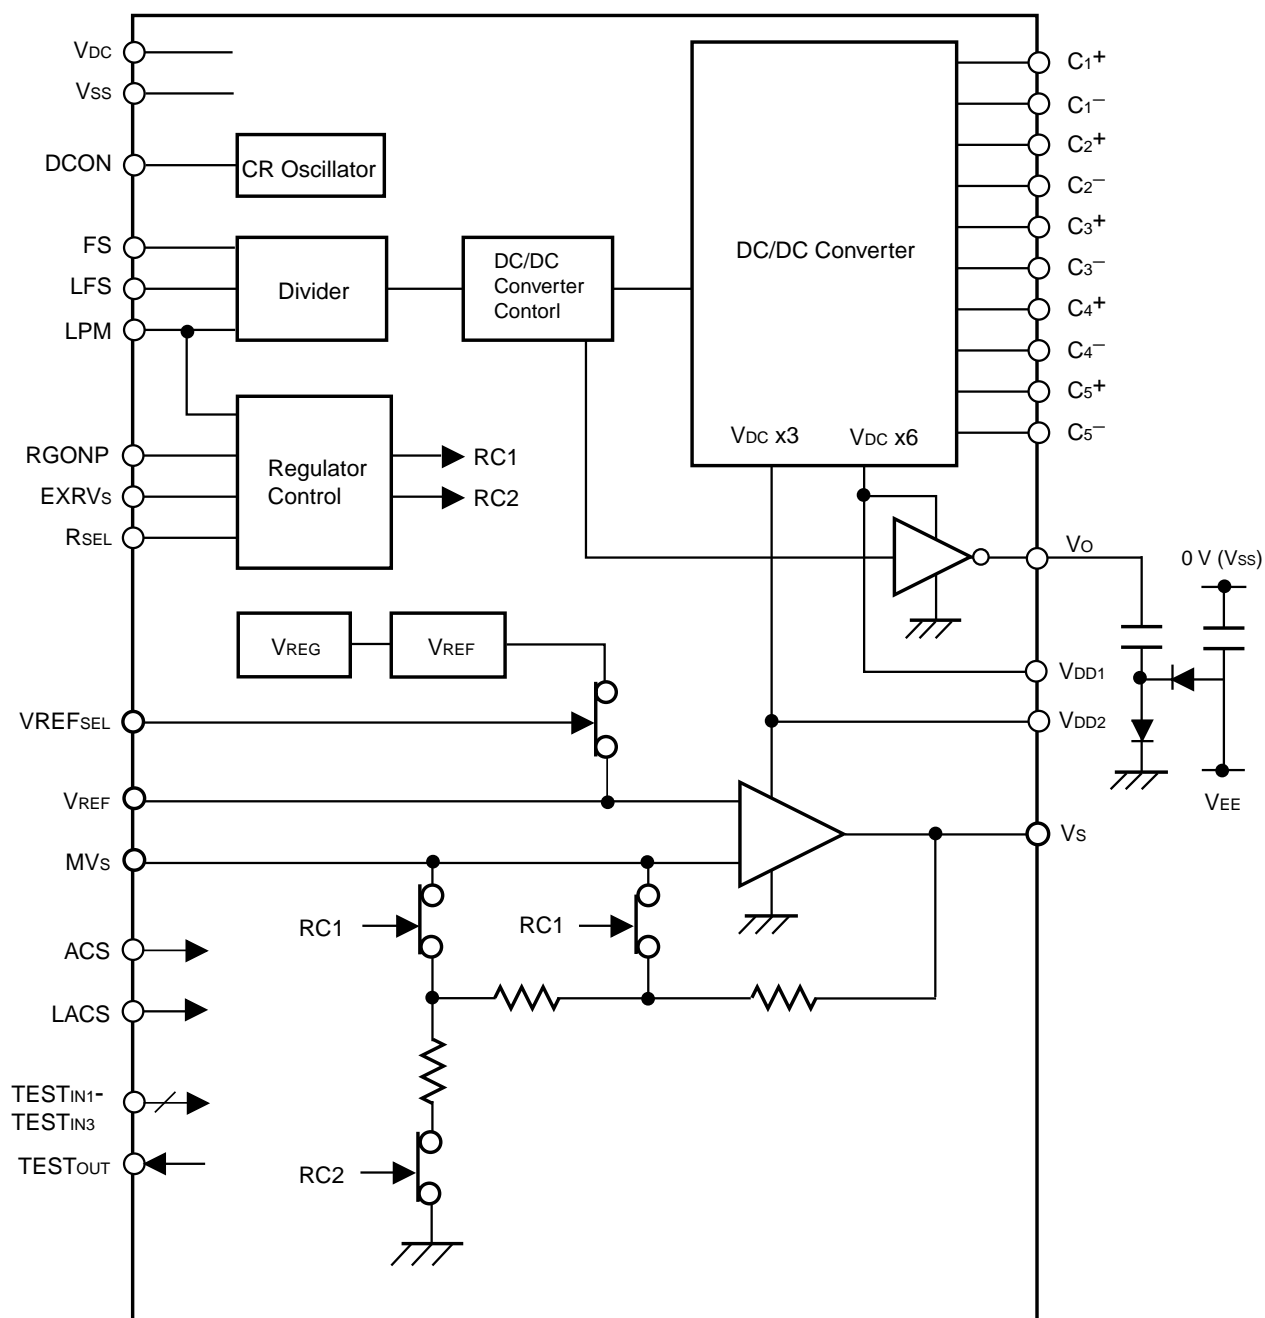 VDC
VSS
DCON
CR Oscillator
FS
LFS
LPM
Divider
DC/DC
Converter
Contorl
DC/DC Converter
VDC x3
VDC x6
C1+
C1−
C2+
C2−
C3+
C3−
C4+
C4−
C5+
C5−
RGONP
EXRVS
RSEL
Regulator
Control
RC1
RC2
VO
0 V (VSS)
VREG
VREF
VDD1
VREFSEL
VDD2
VREF
VEE
VS
MVS
RC1
RC1
ACS
LACS
TESTIN1-
TESTIN3
TESTOUT
RC2